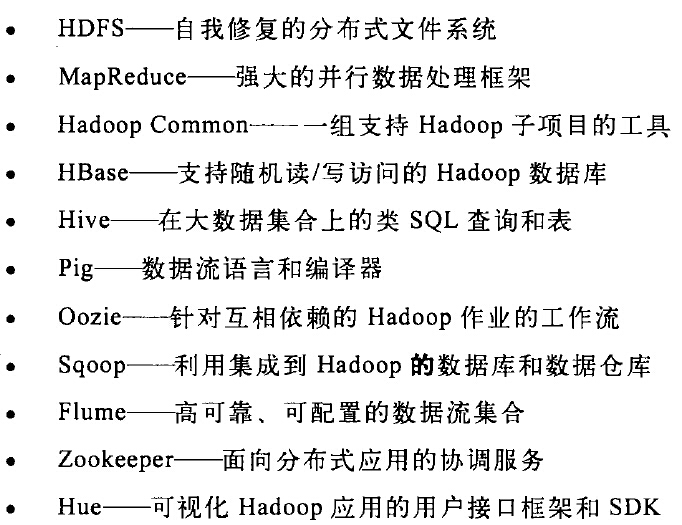 • HDFS——自我修复的分布式文件系统
• MapReduce——强大的并行数据处理框架
• Hadoop Common——一组支持 Hadoop 子项目的工具
• HBase——支持随机读/写访问的 Hadoop 数据库
• Hive——在大数据集合上的类 SQL 查询和表
• Pig——数据流语言和编译器
• Oozie——针对互相依赖的 Hadoop 作业的工作流
• Sqoop——利用集成到 Hadoop 的数据库和数据仓库
• Flume——高可靠、可配置的数据流集合
• Zookeeper——面向分布式应用的协调服务
• Hue——可视化 Hadoop 应用的用户接口框架和 SDK